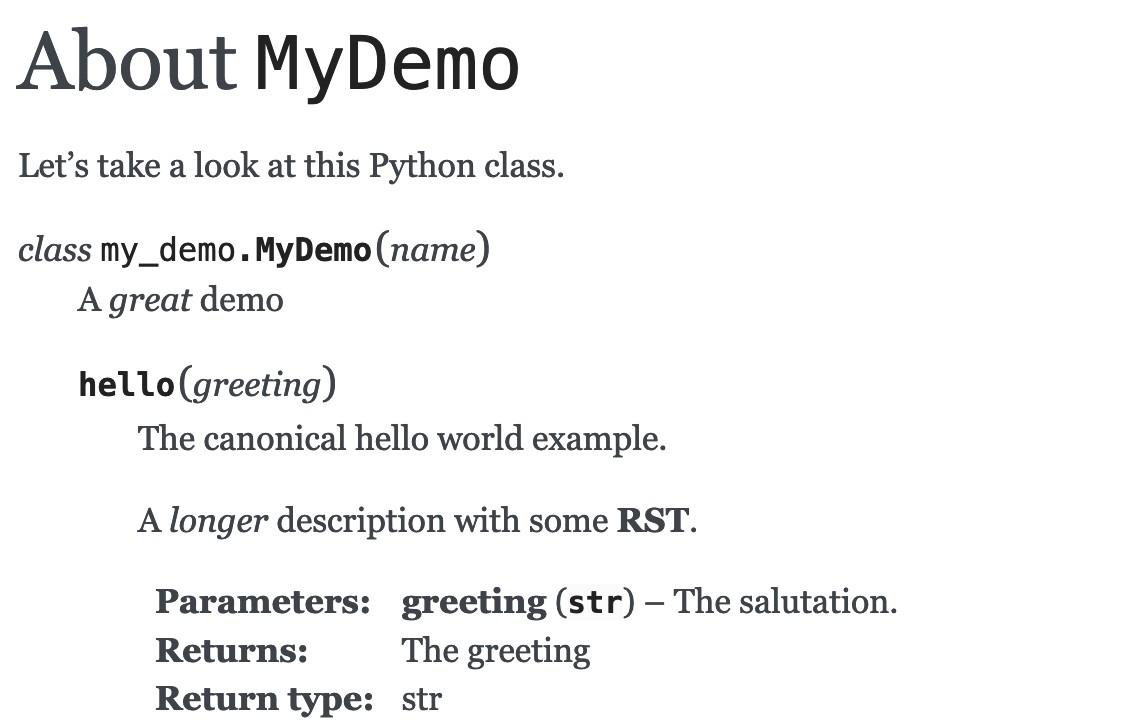 About MyDemo
Let’s take a look at this Python class.
class my_demo.MyDemo(name)
A great demo
hello(greeting)
The canonical hello world example.
A longer description with some RST.
Parameters: greeting (str) – The salutation.
Returns: The greeting
Return type: str